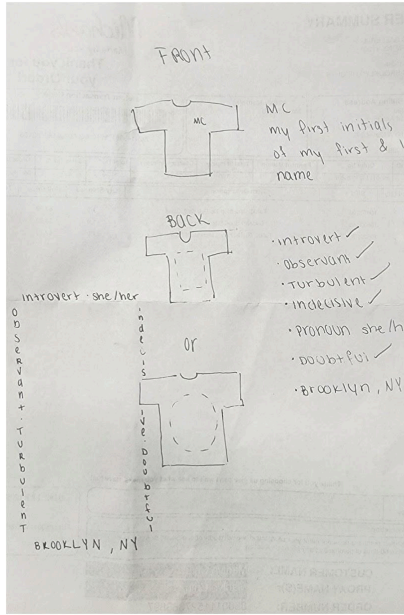 FRONT
MC
MC
my first initials
of my first &
name
BACK
• introvert ✓
• observant ✓
• Turbulent ✓
• indecisive ✓
• pronoun she/h
• Doubtful ✓
• BROOKLYN, NY
introvert · she/her
observant · Turbulent
indecisive · Doubtful
BROOKLYN, NY
or